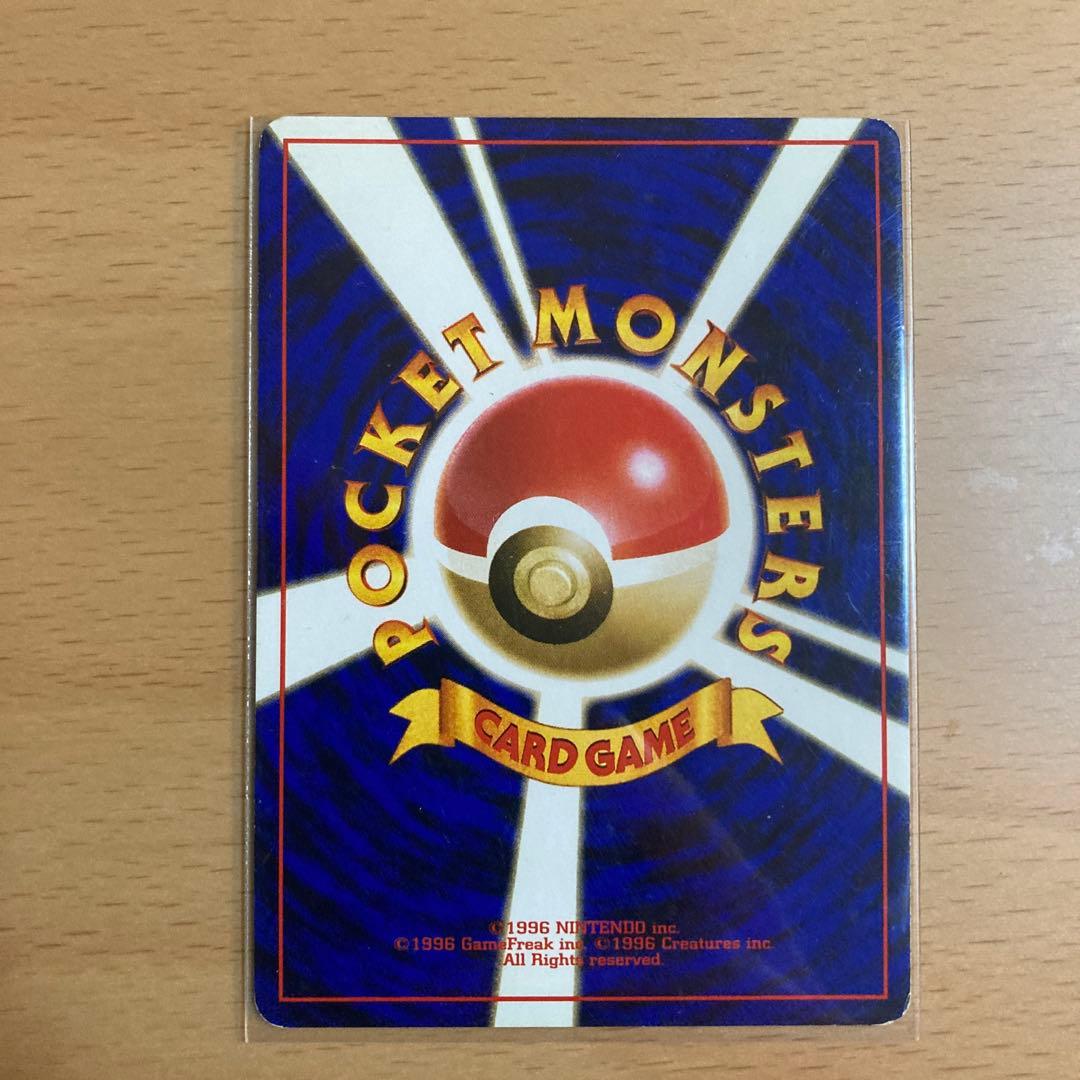 POCKET MONSTERS
CARD GAME
©1996 NINTENDO inc.
©1996 GameFreak inc. ©1996 Creatures inc.
All Rights reserved.